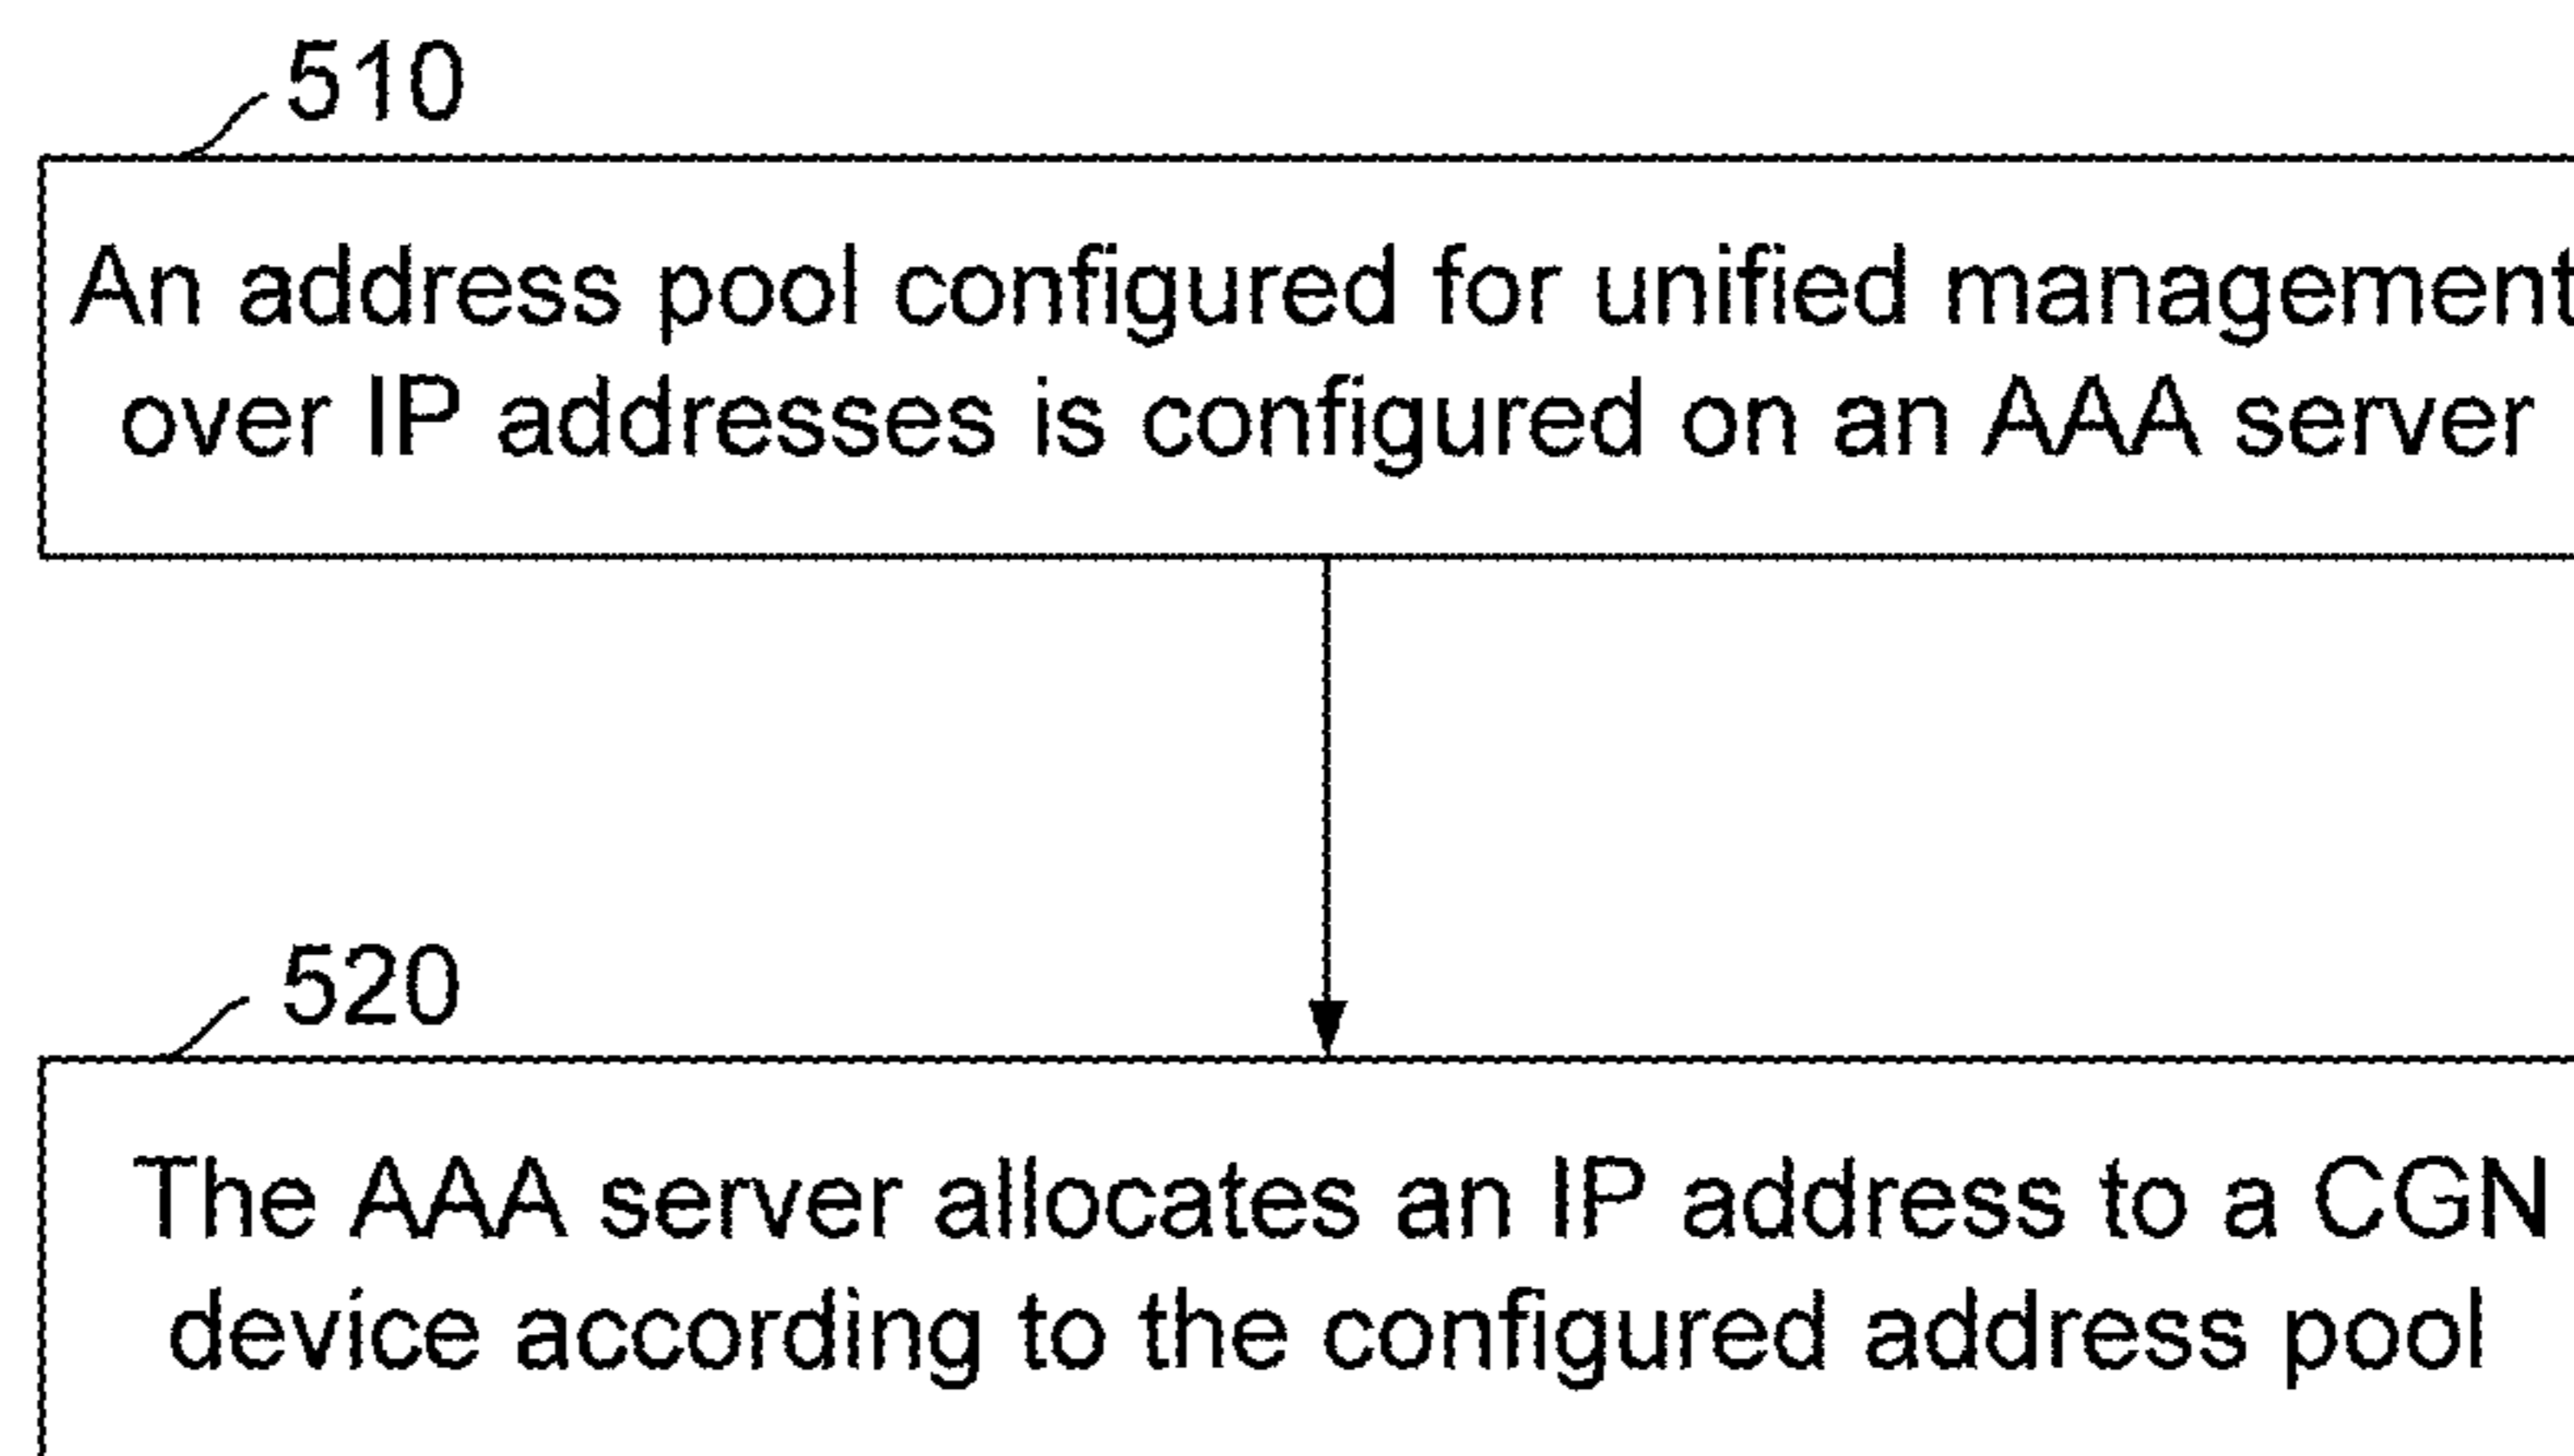 510
An address pool configured for unified management
over IP addresses is configured on an AAA server
520
The AAA server allocates an IP address to a CGN
device according to the configured address pool